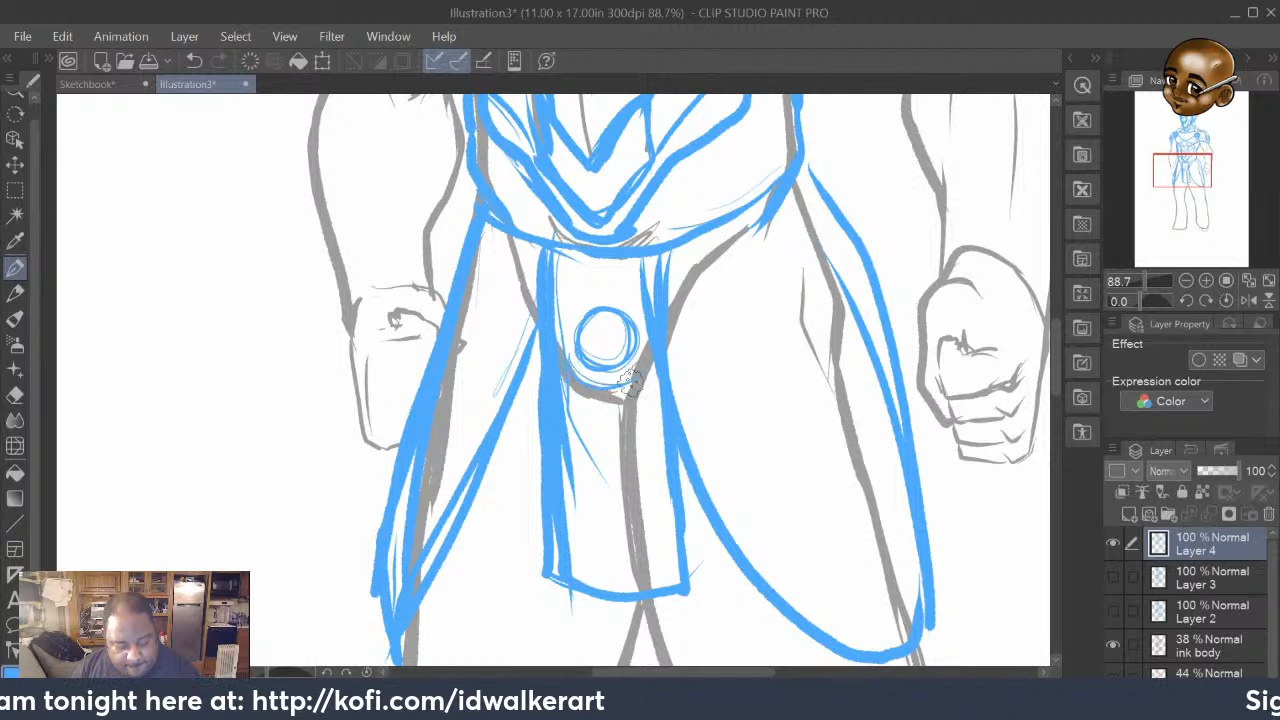 Illustration3* (11.00 x 17.00in 300dpi 88.7%) - CLIP STUDIO PAINT PRO
File Edit Animation Layer Select View Filter Window Help
Sketchbook* Illustration3*
88.7
0.0
Layer Property
Effect
Expression color
Color
Layer
Norma 100
100 % Normal
Layer 4
100 % Normal
Layer 3
100 % Normal
Layer 2
38 % Normal
ink body
44 % Normal
am tonight here at: http://kofi.com/idwalkerart Sig